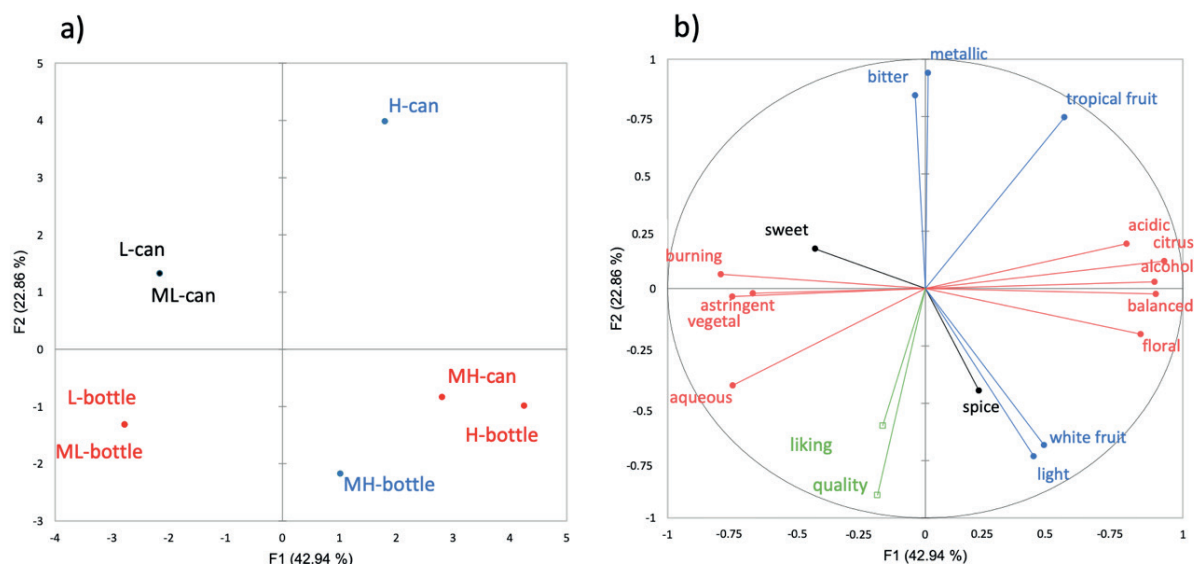 a)
5
4
3
2
1
0
-1
-2
-3
-4 -3 -2 -1 0 1 2 3 4 5
F2 (22.86 %)
F1 (42.94 %)
H-can
L-can
ML-can
MH-can
L-bottle
H-bottle
ML-bottle
MH-bottle
b)
1
-0.75
0.5
0.25
0
-0.25
-0.5
-0.75
-1
-1 -0.75 -0.5 -0.25 0 0.25 0.5 -0.75 1
F2 (22.86 %)
F1 (42.94 %)
metallic
bitter
tropical fruit
sweet
acidic
citrus
burning
alcohol
astringent
balanced
vegetal
floral
aqueous
spice
liking
white fruit
light
quality